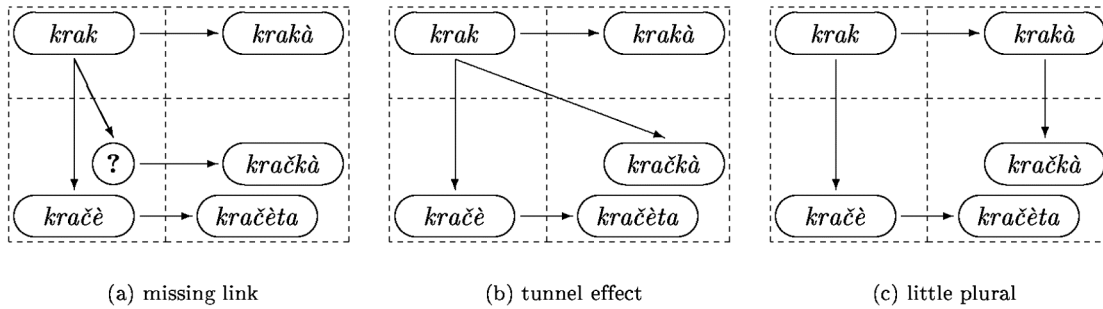 krak krakà
? kračkà
kračè kračèta
(a) missing link
krak krakà
kračkà
kračè kračèta
(b) tunnel effect
krak krakà
kračkà
kračè kračèta
(c) little plural